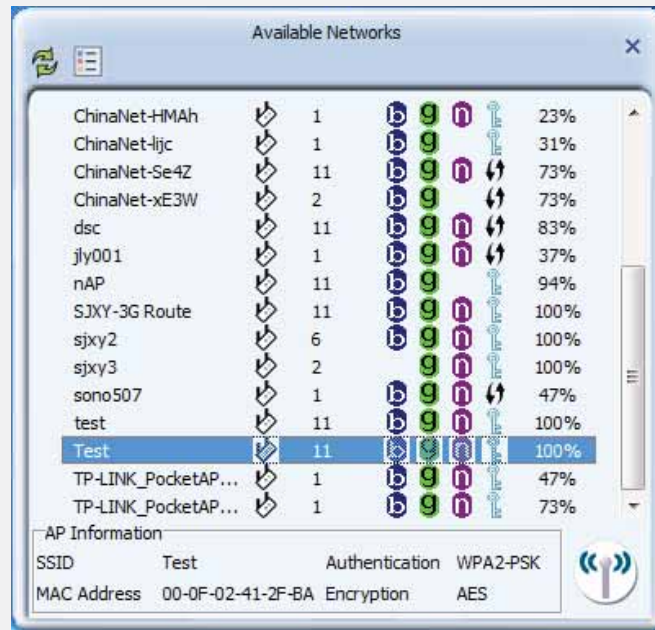 Available Networks
ChinaNet-HMAh 1 b g n 23%
ChinaNet-lijc 1 b g 31%
ChinaNet-Se4Z 11 b g n 73%
ChinaNet-xE3W 2 b g 73%
dsc 11 b g n 83%
jly001 1 b g n 37%
nAP 11 b g 94%
SJXY-3G Route 11 b g n 100%
sjxy2 6 b g n 100%
sjxy3 2 g n 100%
sono507 1 b g n 47%
test 11 b g n 100%
Test 11 b g n 100%
TP-LINK_PocketAP... 1 b g n 47%
TP-LINK_PocketAP... 1 b g n 73%
AP Information
SSID Test Authentication WPA2-PSK
MAC Address 00-0F-02-41-2F-BA Encryption AES